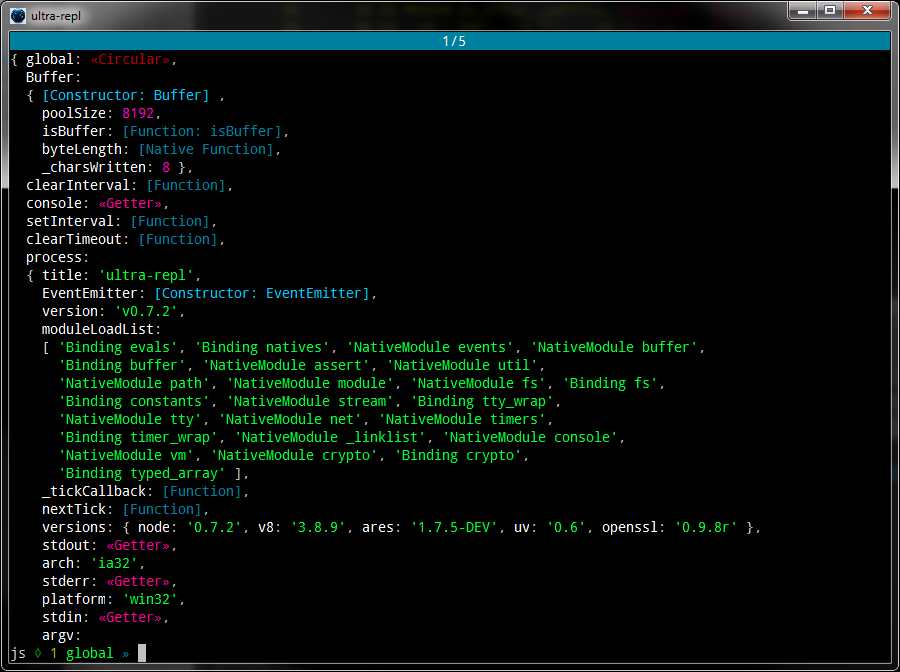 ultra-repl
1/5
{ global: «Circular»,
Buffer:
{ [Constructor: Buffer] ,
poolSize: 8192,
isBuffer: [Function: isBuffer],
byteLength: [Native Function],
_charsWritten: 8 },
clearInterval: [Function],
console: «Getter»,
setInterval: [Function],
clearTimeout: [Function],
process:
{ title: 'ultra-repl',
EventEmitter: [Constructor: EventEmitter],
version: 'v0.7.2',
moduleLoadList:
[ 'Binding evals', 'Binding natives', 'NativeModule events', 'NativeModule buffer',
'Binding buffer', 'NativeModule assert', 'NativeModule util',
'NativeModule path', 'NativeModule module', 'NativeModule fs', 'Binding fs',
'Binding constants', 'NativeModule stream', 'Binding tty_wrap',
'NativeModule tty', 'NativeModule net', 'NativeModule timers',
'Binding timer_wrap', 'NativeModule _linklist', 'NativeModule console',
'NativeModule vm', 'NativeModule crypto', 'Binding crypto',
'Binding typed_array' ],
_tickCallback: [Function],
nextTick: [Function],
versions: { node: '0.7.2', v8: '3.8.9', ares: '1.7.5-DEV', uv: '0.6', openssl: '0.9.8r' },
stdout: «Getter»,
arch: 'ia32',
stderr: «Getter»,
platform: 'win32',
stdin: «Getter»,
argv:
js ◊ 1 global »